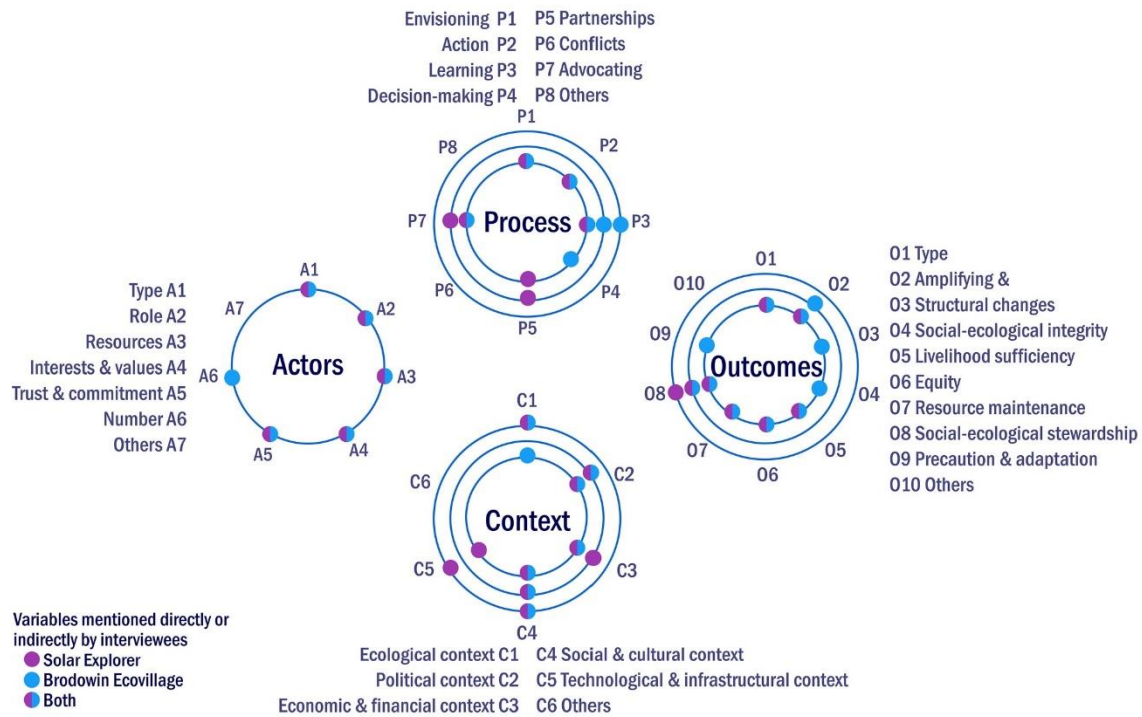 Envisioning P1
Action P2
Learning P3
Decision-making P4
P5 Partnerships
P6 Conflicts
P7 Advocating
P8 Others
P1
P2
P3
P4
P5
P6
P7
P8
Process
Type A1
Role A2
Resources A3
Interests & values A4
Trust & commitment A5
Number A6
Others A7
A1
A2
A3
A4
A5
A6
A7
Actors
O1
O2
O3
O4
O5
O6
O7
O8
O9
O10
Outcomes
O1 Type
O2 Amplifying &
O3 Structural changes
O4 Social-ecological integrity
O5 Livelihood sufficiency
O6 Equity
O7 Resource maintenance
O8 Social-ecological stewardship
O9 Precaution & adaptation
O10 Others
C1
C2
C3
C4
C5
C6
Context
Ecological context C1
Political context C2
Economic & financial context C3
C4 Social & cultural context
C5 Technological & infrastructural context
C6 Others
Variables mentioned directly or
indirectly by interviewees
Solar Explorer
Brodowin Ecovillage
Both